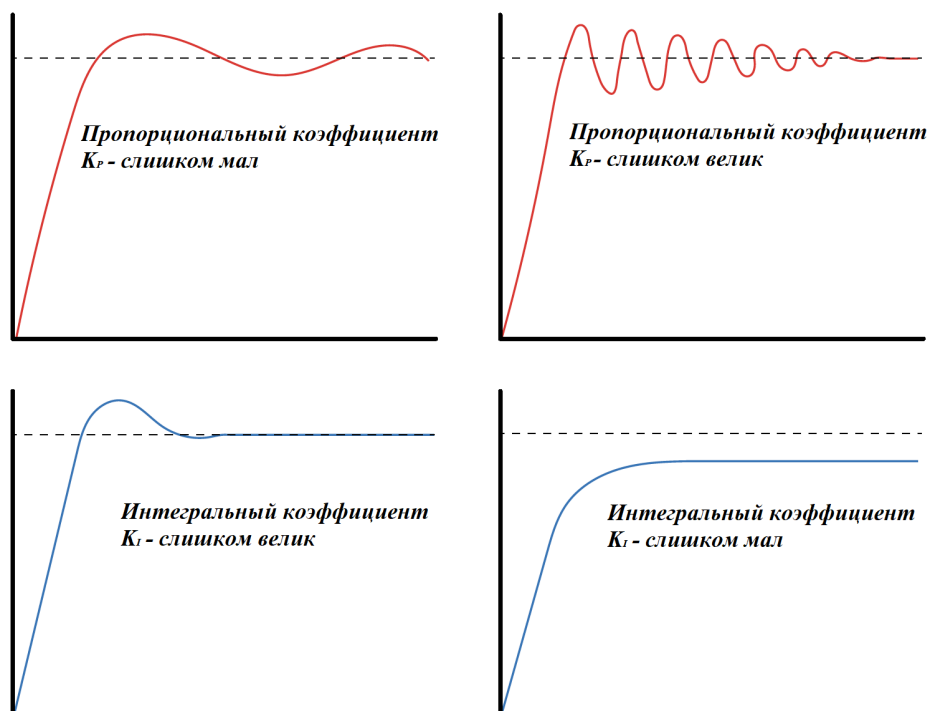 Пропорциональный коэффициент
KP - слишком мал
Пропорциональный коэффициент
KP - слишком велик
Интегральный коэффициент
KI - слишком велик
Интегральный коэффициент
KI - слишком мал